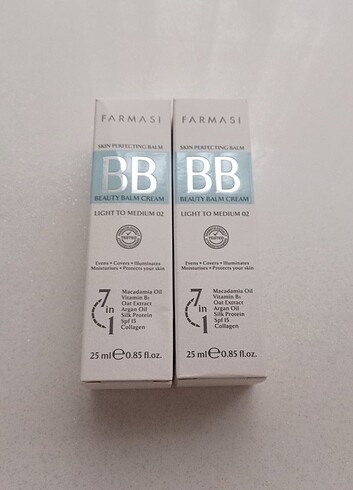 FARMASI
SKIN PERFECTING BALM
BB
BEAUTY BALM CREAM
LIGHT TO MEDIUM 02
TESTED
Evens • Covers • Illuminates
Moisturises • Protects your skin
7 in 1
Macadamia Oil
Vitamin B5
Oat Extract
Argan Oil
Silk Protein
Spf 15
Collagen
25 ml e 0.85 fl.oz.
FARMASI
SKIN PERFECTING BALM
BB
BEAUTY BALM CREAM
LIGHT TO MEDIUM 02
TESTED
Evens • Covers • Illuminates
Moisturises • Protects your skin
7 in 1
Macadamia Oil
Vitamin B5
Oat Extract
Argan Oil
Silk Protein
Spf 15
Collagen
25 ml e 0.85 fl.oz.